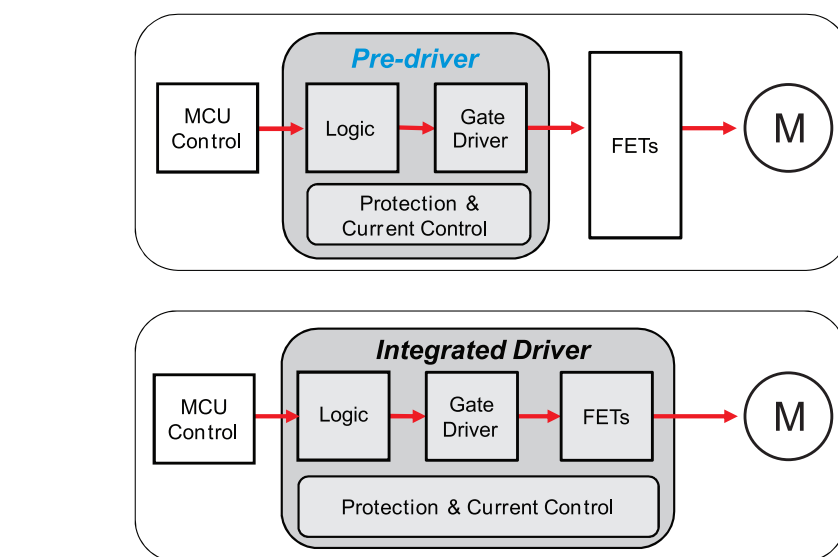 Pre-driver
MCU
Control
Logic
Gate
Driver
FETs
M
Protection &
Current Control
Integrated Driver
MCU
Control
Logic
Gate
Driver
FETs
M
Protection & Current Control